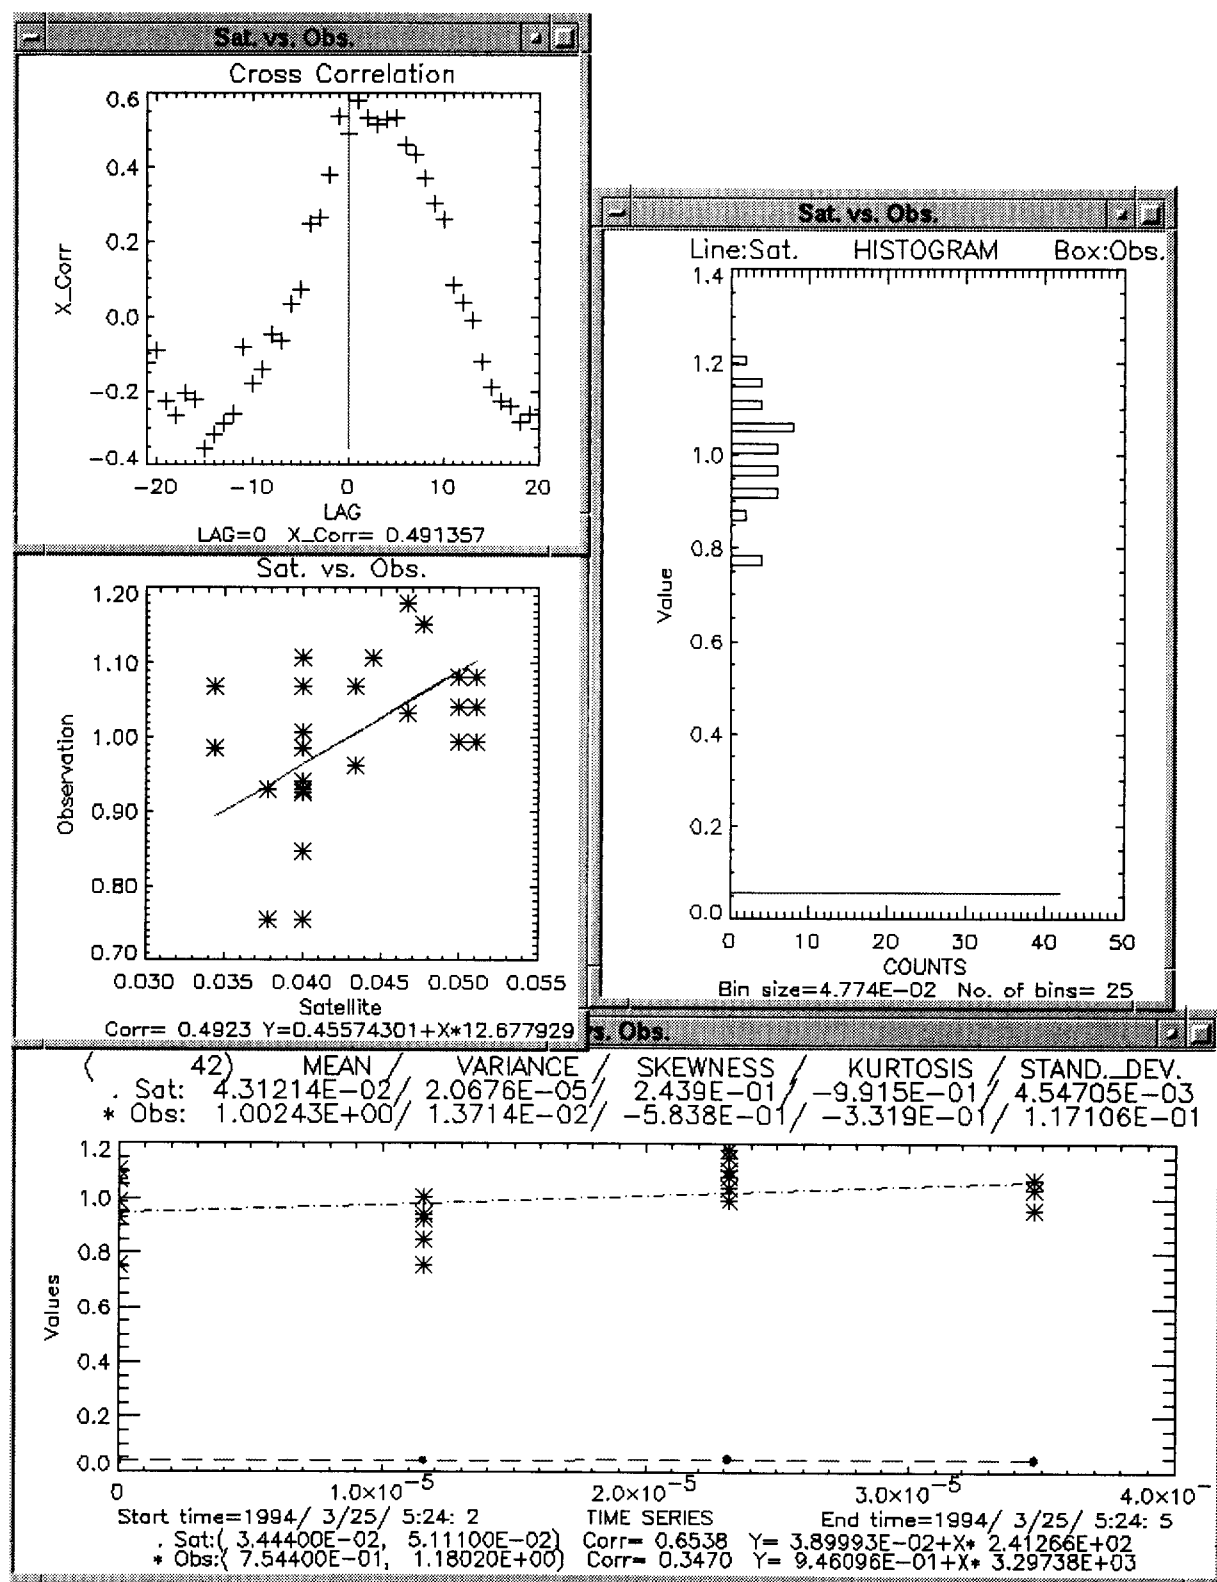 Sat. vs. Obs.
Cross Correlation
0.6
0.4
0.2
0.0
-0.2
-0.4
X_Corr
-20 -10 0 10 20
LAG
LAG=0 X_Corr= 0.491357
Sat. vs. Obs.
1.20
1.10
1.00
0.90
0.80
0.70
Observation
0.030 0.035 0.040 0.045 0.050 0.055
Satellite
Corr= 0.4923 Y=0.45574301+X*12.677929
Sat. vs. Obs.
Line:Sat. HISTOGRAM Box:Obs.
1.4
1.2
1.0
0.8
0.6
0.4
0.2
0.0
Value
0 10 20 30 40 50
COUNTS
Bin size=4.774E-02 No. of bins= 25
vs. Obs.
( 42) MEAN / VARIANCE / SKEWNESS / KURTOSIS / STAND._DEV.
. Sat: 4.31214E-02/ 2.0676E-05/ 2.439E-01/ -9.915E-01/ 4.54705E-03
* Obs: 1.00243E+00/ 1.3714E-02/ -5.838E-01/ -3.319E-01/ 1.17106E-01
1.2
1.0
0.8
0.6
0.4
0.2
0.0
Values
0 1.0×10⁻⁵ 2.0×10⁻⁵ 3.0×10⁻⁵ 4.0×10⁻
Start time=1994/ 3/25/ 5:24: 2 TIME SERIES End time=1994/ 3/25/ 5:24: 5
. Sat:( 3.44400E-02, 5.11100E-02) Corr= 0.6538 Y= 3.89993E-02+X* 2.41266E+02
* Obs:( 7.54400E-01, 1.18020E+00) Corr= 0.3470 Y= 9.46096E-01+X* 3.29738E+03